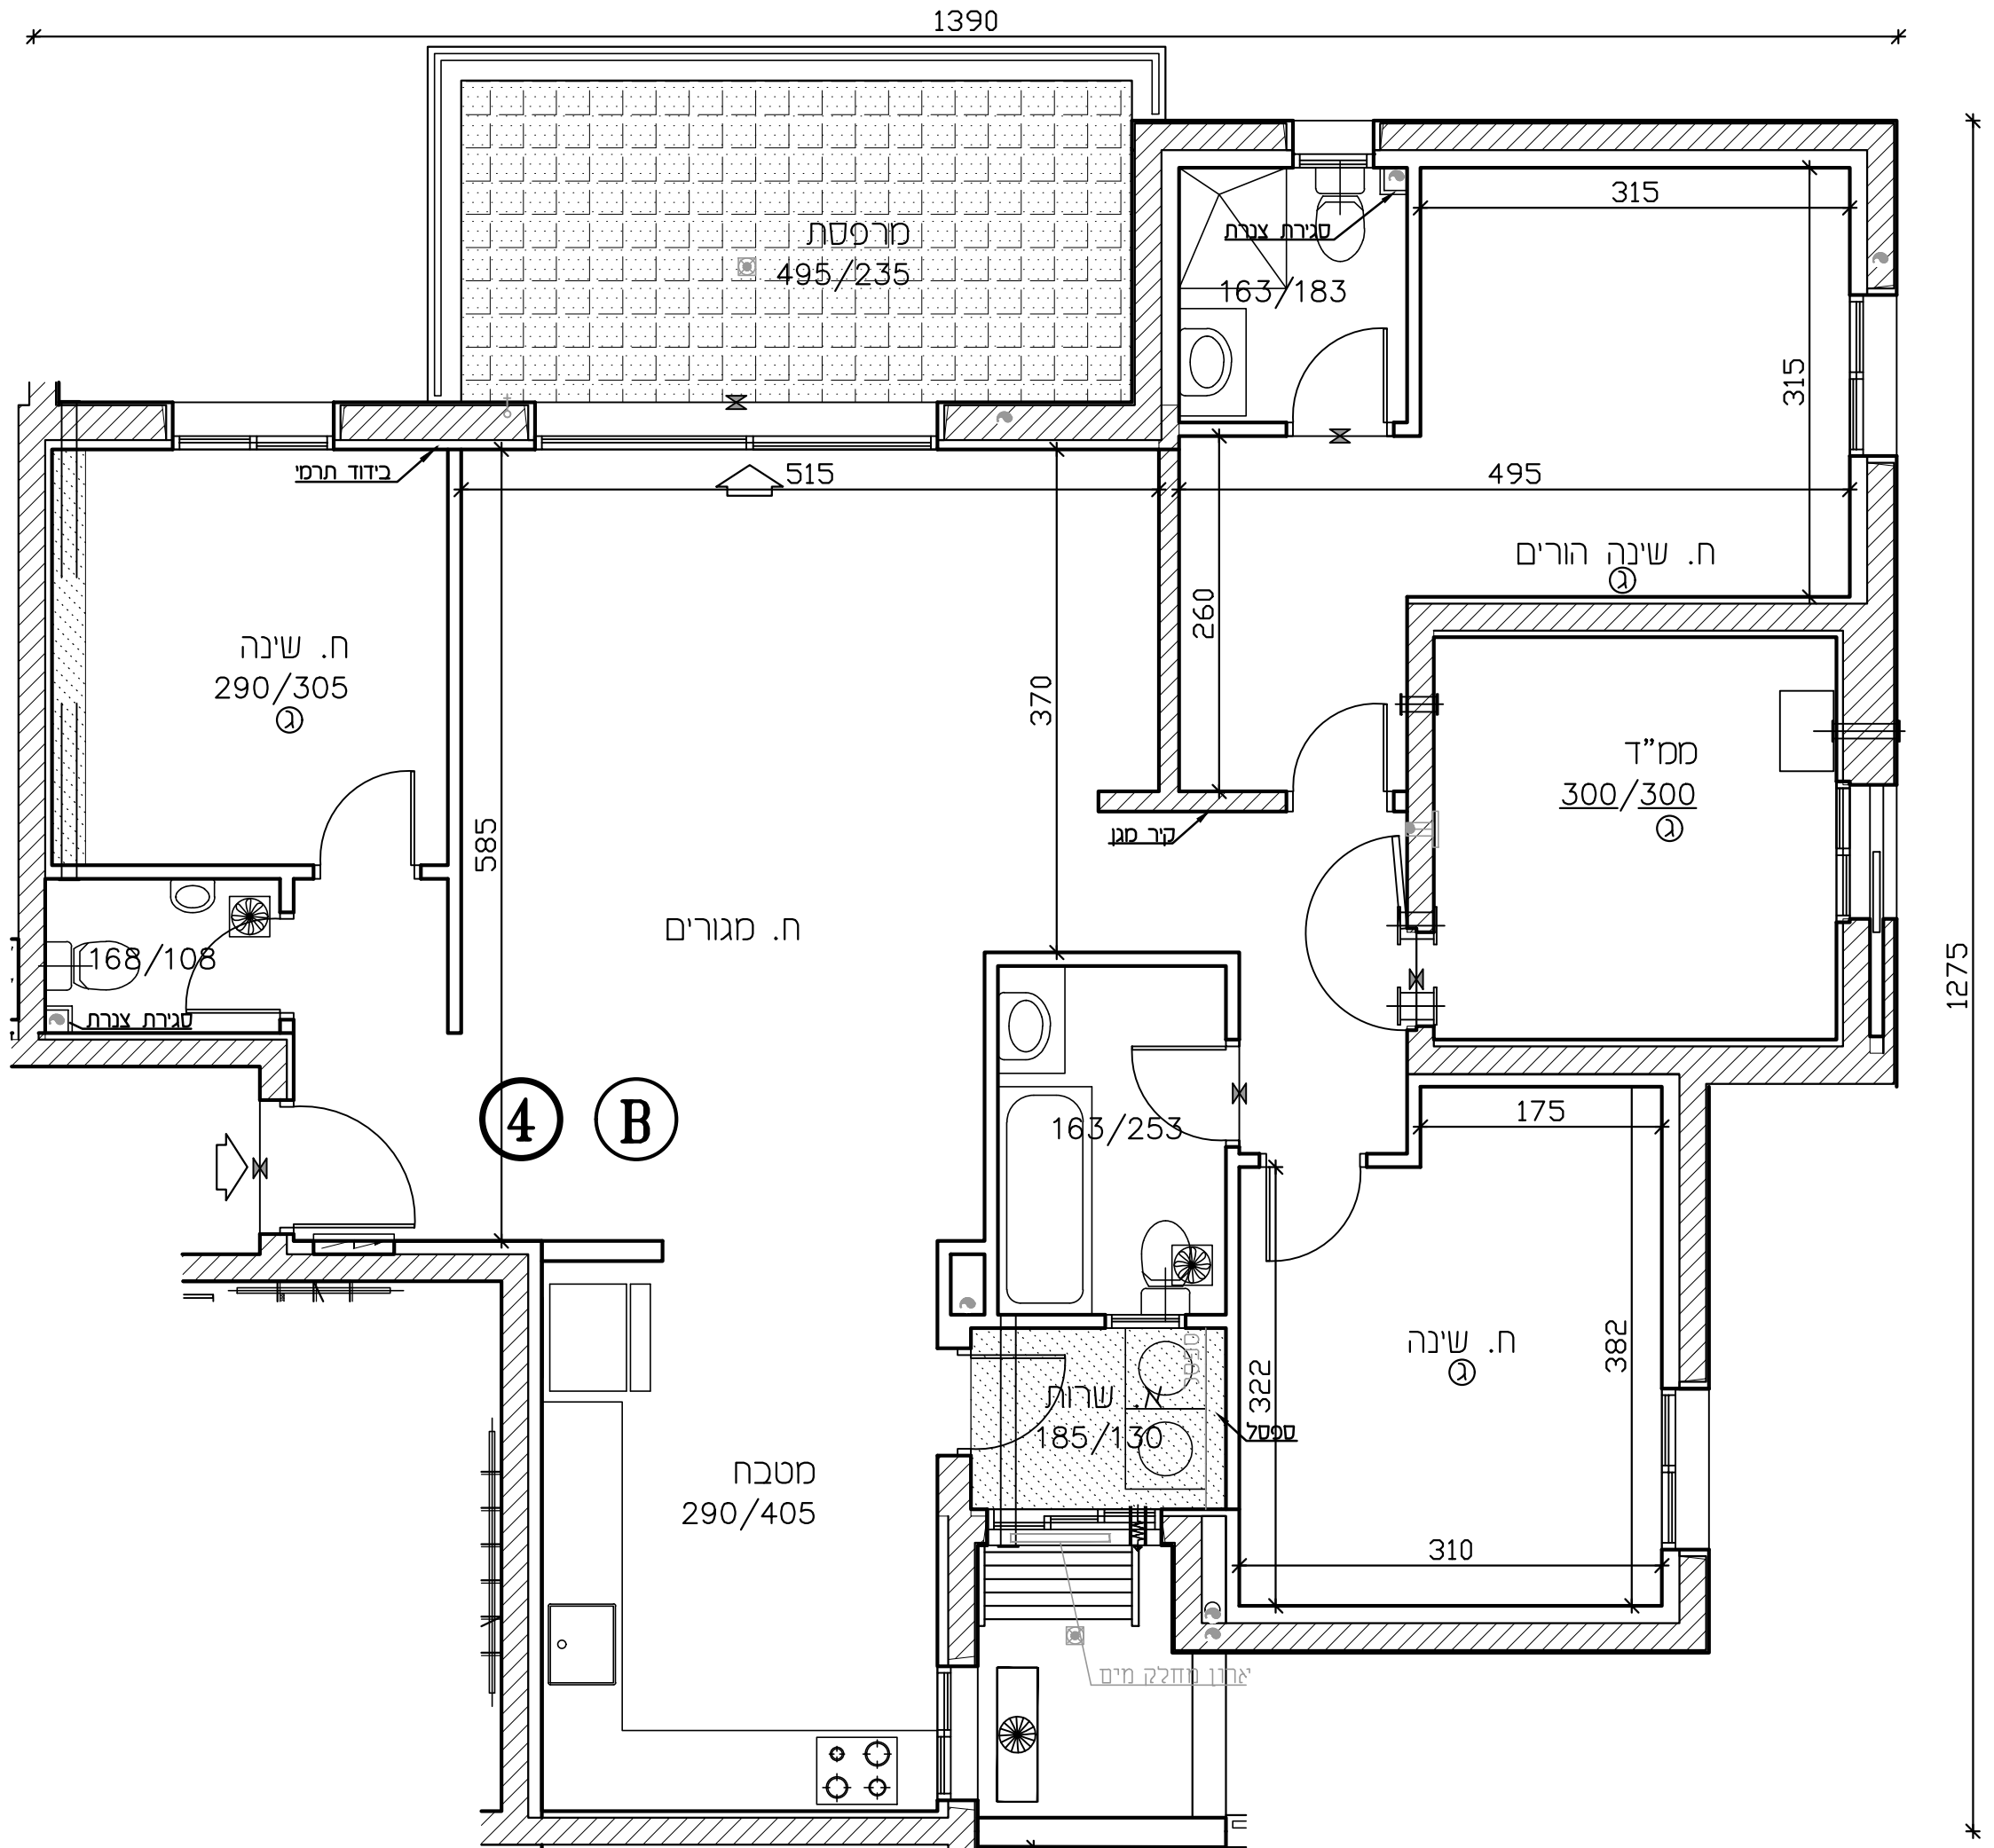 1390
מרפסת
495/235
סגירת צנרת
163/183
315
315
בידוד תרמי
515
495
ח. שינה הורים
ג
260
ח. שינה
290/305
ג
370
ממ"ד
300/300
ג
קיר מגן
585
ח. מגורים
168/108
סגירת צנרת
1275
4
B
163/253
175
ח. שינה
ג
382
322
ספסל
א. שרות
185/130
ספסל
מטבח
290/405
310
ארון מחלק מים